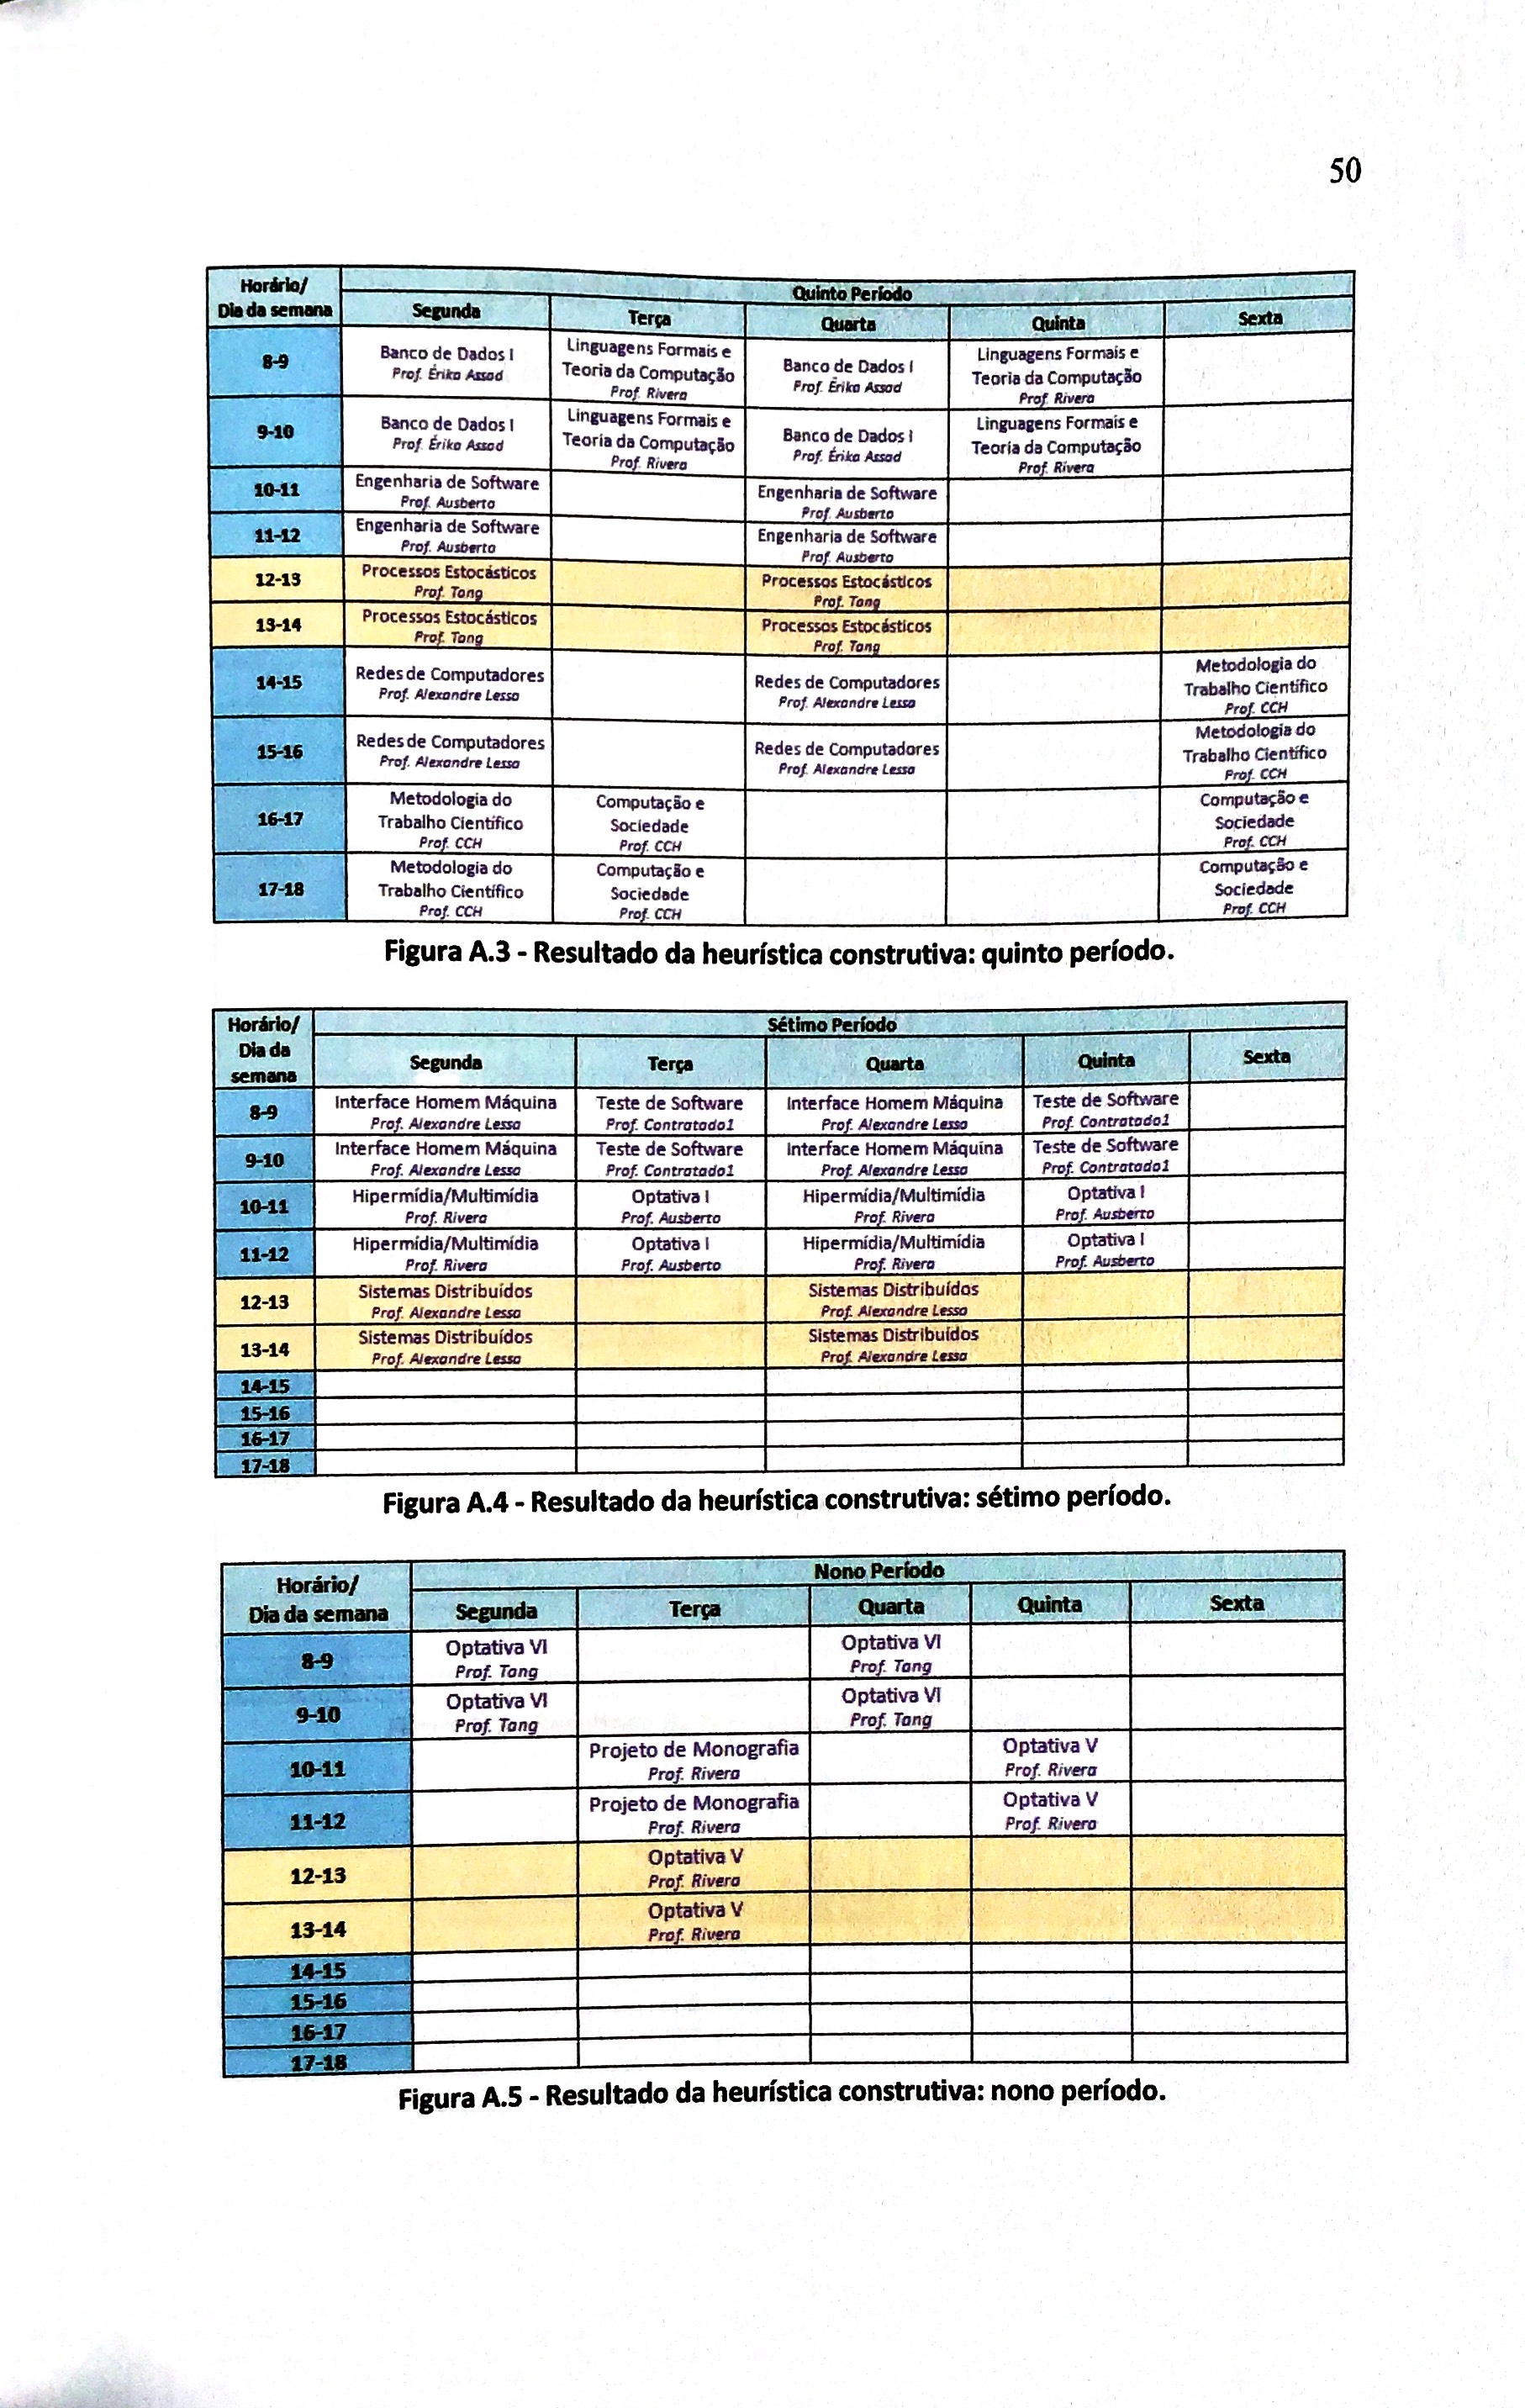 50
Horário/
Dia da semana
Quinto Período
Segunda Terça Quarta Quinta Sexta
8-9
Banco de Dados I
Prof. Érika Assad
Linguagens Formais e
Teoria da Computação
Prof. Rivera
Banco de Dados I
Prof. Érika Assad
Linguagens Formais e
Teoria da Computação
Prof. Rivera
9-10
Banco de Dados I
Prof. Érika Assad
Linguagens Formais e
Teoria da Computação
Prof. Rivera
Banco de Dados I
Prof. Érika Assad
Linguagens Formais e
Teoria da Computação
Prof. Rivera
10-11
Engenharia de Software
Prof. Ausberto
Engenharia de Software
Prof. Ausberto
11-12
Engenharia de Software
Prof. Ausberto
Engenharia de Software
Prof. Ausberto
12-13
Processos Estocásticos
Prof. Tang
Processos Estocásticos
Prof. Tang
13-14
Processos Estocásticos
Prof. Tang
Processos Estocásticos
Prof. Tang
14-15
Redes de Computadores
Prof. Alexandre Lessa
Redes de Computadores
Prof. Alexandre Lessa
Metodologia do
Trabalho Científico
Prof. CCH
15-16
Redes de Computadores
Prof. Alexandre Lessa
Redes de Computadores
Prof. Alexandre Lessa
Metodologia do
Trabalho Científico
Prof. CCH
16-17
Metodologia do
Trabalho Científico
Prof. CCH
Computação e
Sociedade
Prof. CCH
Computação e
Sociedade
Prof. CCH
17-18
Metodologia do
Trabalho Científico
Prof. CCH
Computação e
Sociedade
Prof. CCH
Computação e
Sociedade
Prof. CCH
Figura A.3 - Resultado da heurística construtiva: quinto período.
Horário/
Dia da
semana
Sétimo Período
Segunda Terça Quarta Quinta Sexta
8-9
Interface Homem Máquina
Prof. Alexandre Lessa
Teste de Software
Prof. Contratado1
Interface Homem Máquina
Prof. Alexandre Lessa
Teste de Software
Prof. Contratado1
9-10
Interface Homem Máquina
Prof. Alexandre Lessa
Teste de Software
Prof. Contratado1
Interface Homem Máquina
Prof. Alexandre Lessa
Teste de Software
Prof. Contratado1
10-11
Hipermídia/Multimídia
Prof. Rivera
Optativa I
Prof. Ausberto
Hipermídia/Multimídia
Prof. Rivera
Optativa I
Prof. Ausberto
11-12
Hipermídia/Multimídia
Prof. Rivera
Optativa I
Prof. Ausberto
Hipermídia/Multimídia
Prof. Rivera
Optativa I
Prof. Ausberto
12-13
Sistemas Distribuídos
Prof. Alexandre Lessa
Sistemas Distribuídos
Prof. Alexandre Lessa
13-14
Sistemas Distribuídos
Prof. Alexandre Lessa
Sistemas Distribuídos
Prof. Alexandre Lessa
14-15
15-16
16-17
17-18
Figura A.4 - Resultado da heurística construtiva: sétimo período.
Horário/
Dia da semana
Nono Período
Segunda Terça Quarta Quinta Sexta
8-9
Optativa VI
Prof. Tang
Optativa VI
Prof. Tang
9-10
Optativa VI
Prof. Tang
Optativa VI
Prof. Tang
10-11
Projeto de Monografia
Prof. Rivera
Optativa V
Prof. Rivera
11-12
Projeto de Monografia
Prof. Rivera
Optativa V
Prof. Rivera
12-13
Optativa V
Prof. Rivera
13-14
Optativa V
Prof. Rivera
14-15
15-16
16-17
17-18
Figura A.5 - Resultado da heurística construtiva: nono período.